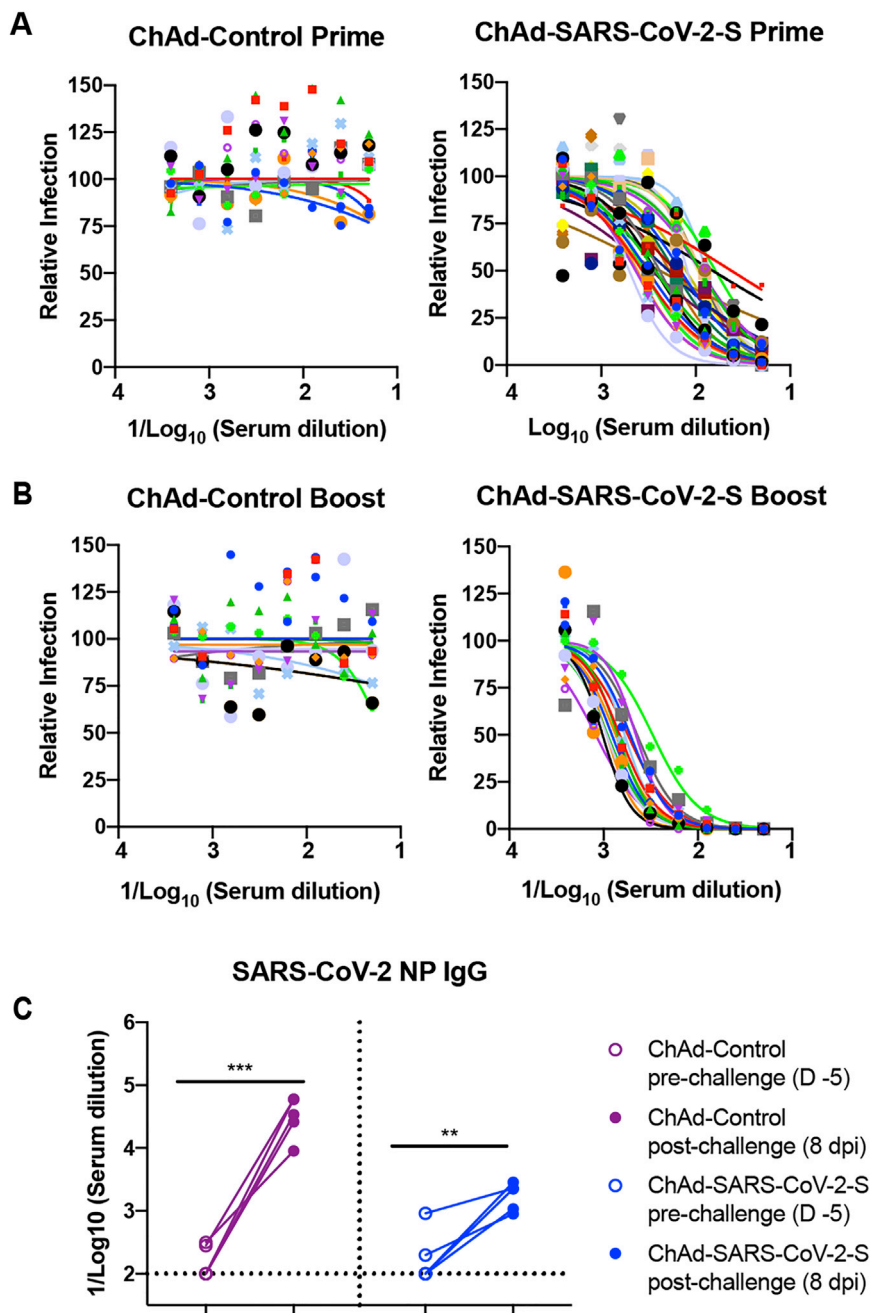 A
ChAd-Control Prime
ChAd-SARS-CoV-2-S Prime
Relative Infection
150
125
100
75
50
25
0
4 3 2 1
1/Log10 (Serum dilution)
Relative Infection
150
125
100
75
50
25
0
4 3 2 1
Log10 (Serum dilution)
B
ChAd-Control Boost
ChAd-SARS-CoV-2-S Boost
Relative Infection
150
125
100
75
50
25
0
4 3 2 1
1/Log10 (Serum dilution)
Relative Infection
150
125
100
75
50
25
0
4 3 2 1
1/Log10 (Serum dilution)
SARS-CoV-2 NP IgG
C
1/Log10 (Serum dilution)
6
5
4
3
2
***
**
ChAd-Control
pre-challenge (D -5)
ChAd-Control
post-challenge (8 dpi)
ChAd-SARS-CoV-2-S
pre-challenge (D -5)
ChAd-SARS-CoV-2-S
post-challenge (8 dpi)